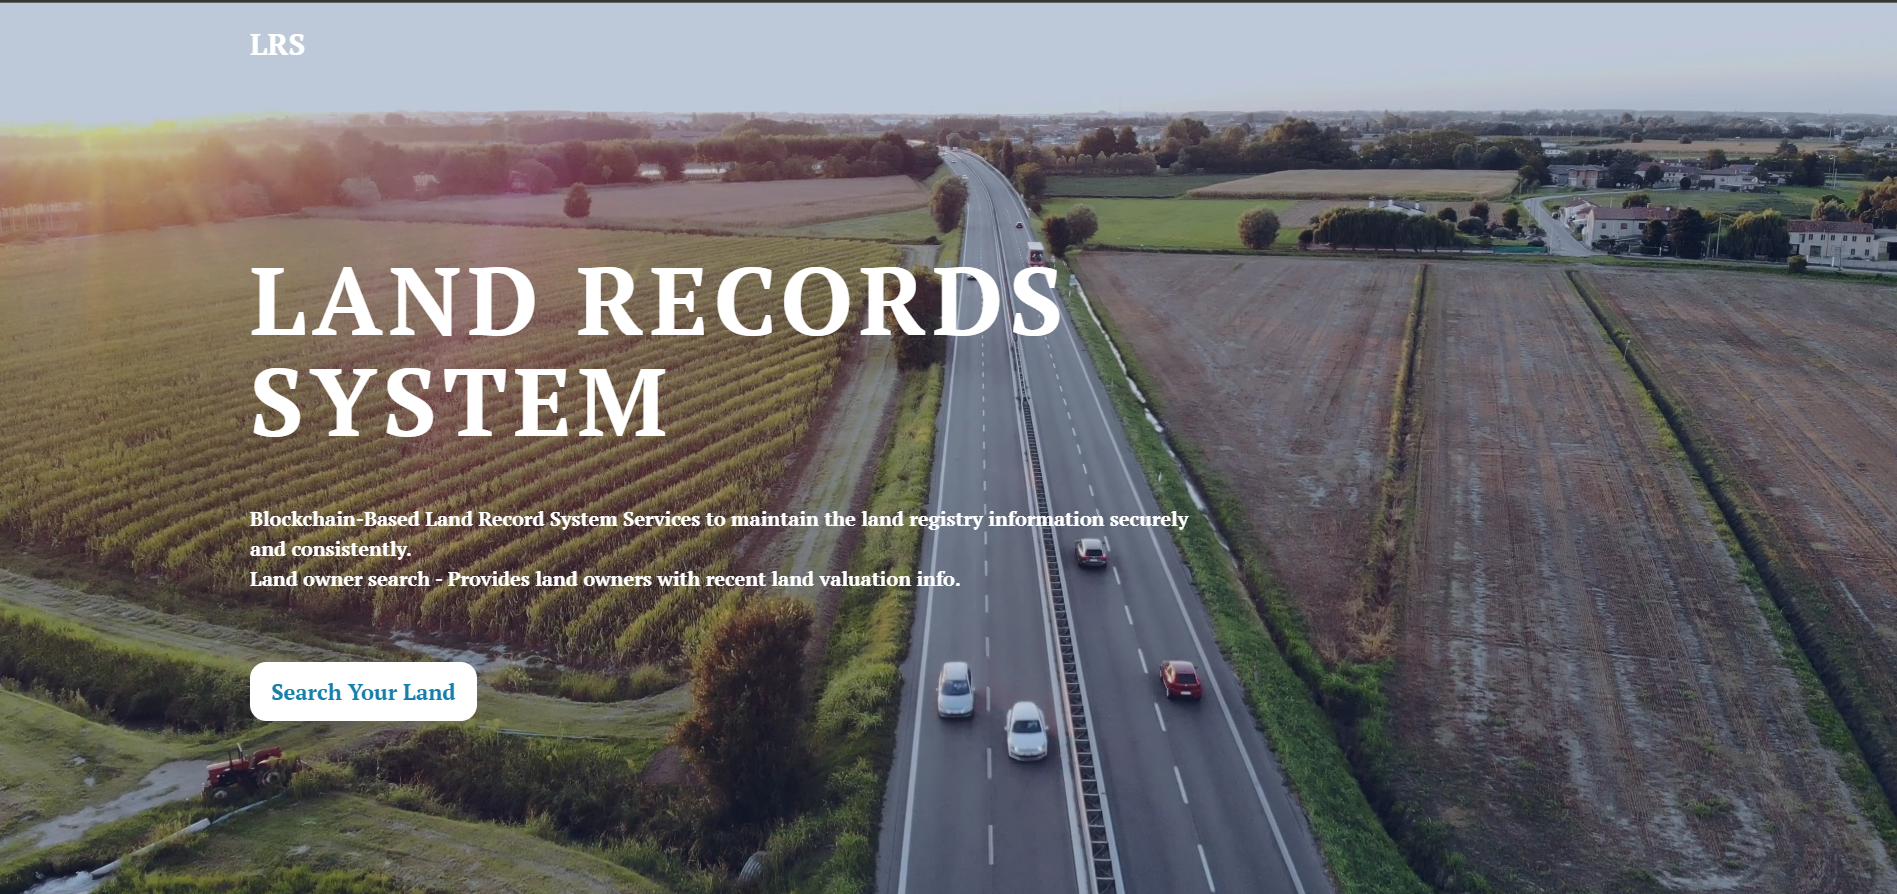 LRS
LAND RECORDS
SYSTEM
Blockchain-Based Land Record System Services to maintain the land registry information securely
and consistently.
Land owner search - Provides land owners with recent land valuation info.
Search Your Land